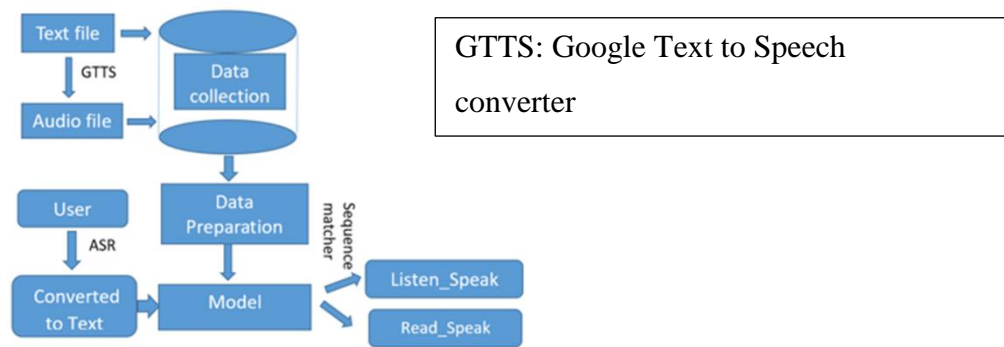 Text file
GTTS
Audio file
Data
collection
GTTS: Google Text to Speech
converter
User
ASR
Converted
to Text
Data
Preparation
Model
Sequence
matcher
Listen_Speak
Read_Speak